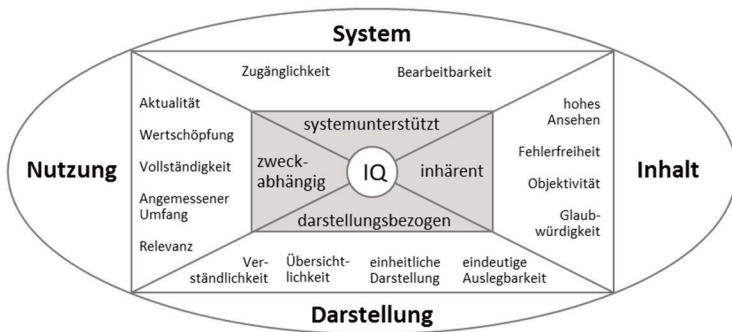 System
Zugänglichkeit
Bearbeitbarkeit
Nutzung
Aktualität
Wertschöpfung
Vollständigkeit
Angemessener
Umfang
Relevanz
systemunterstützt
zweck-
abhängig
IQ
inhärent
darstellungsbezogen
hohes
Ansehen
Fehlerfreiheit
Objektivität
Glaub-
würdigkeit
Inhalt
Ver-
ständlichkeit
Übersicht-
lichkeit
einheitliche
Darstellung
eindeutige
Auslegbarkeit
Darstellung